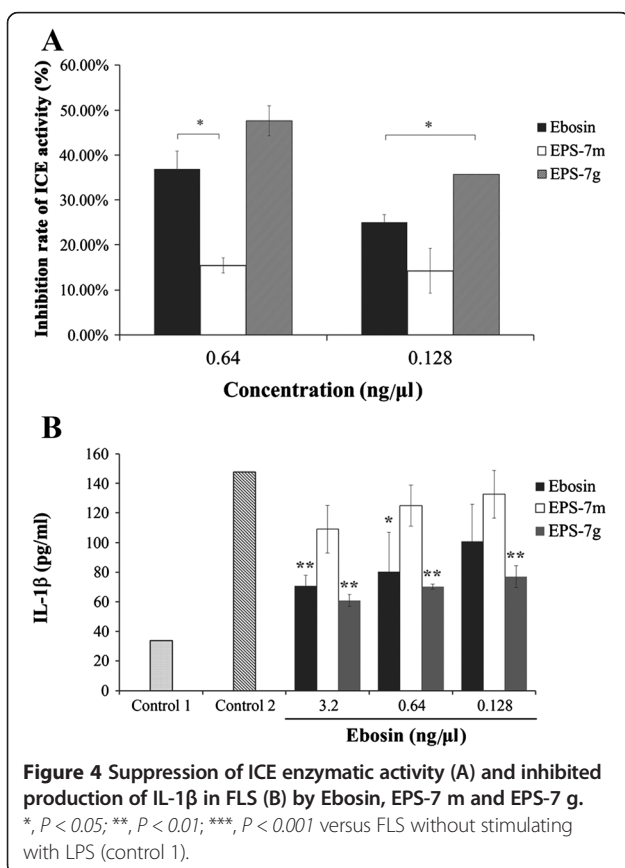 A
60.00%
50.00%
40.00%
30.00%
20.00%
10.00%
0.00%
Inhibition rate of ICE activity (%)
*
*
Ebosin
EPS-7m
EPS-7g
0.64
0.128
Concentration (ng/µl)
B
160
140
120
100
80
60
40
20
0
IL-1β (pg/ml)
**
**
*
**
**
Ebosin
EPS-7m
EPS-7g
Control 1
Control 2
3.2
0.64
0.128
Ebosin (ng/µl)
Figure 4 Suppression of ICE enzymatic activity (A) and inhibited
production of IL-1β in FLS (B) by Ebosin, EPS-7 m and EPS-7 g.
*, P < 0.05; **, P < 0.01; ***, P < 0.001 versus FLS without stimulating
with LPS (control 1).